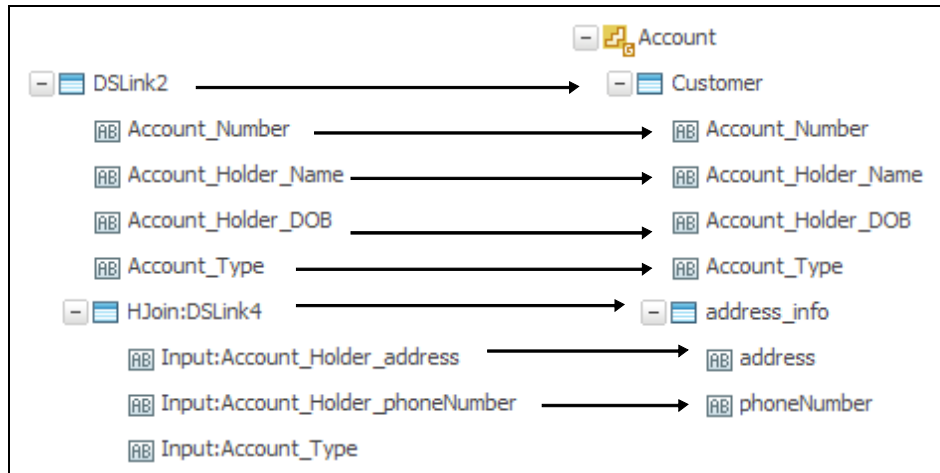 Account
DSLink2 Customer
Account_Number Account_Number
Account_Holder_Name Account_Holder_Name
Account_Holder_DOB Account_Holder_DOB
Account_Type Account_Type
HJoin:DSLink4 address_info
Input:Account_Holder_address address
Input:Account_Holder_phoneNumber phoneNumber
Input:Account_Type